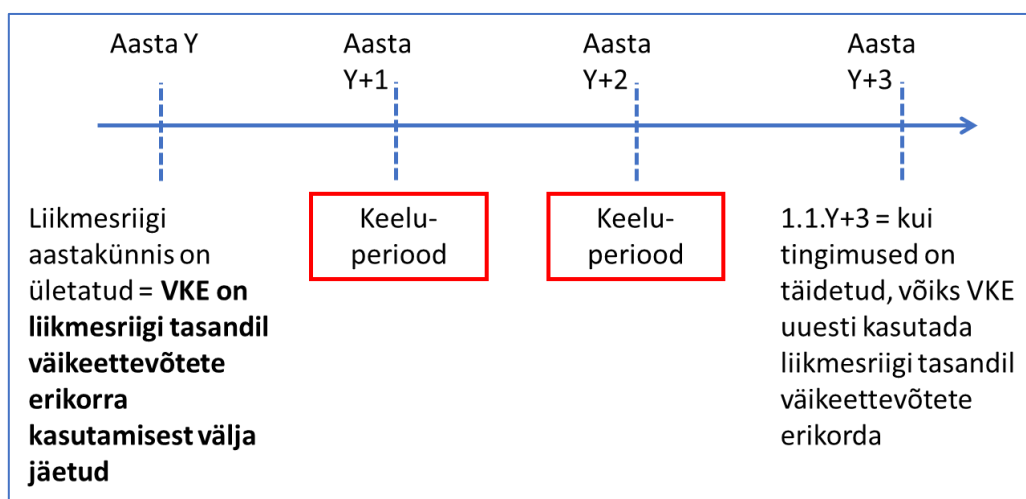 Aasta Y
Aasta
Y+1
Aasta
Y+2
Aasta
Y+3
Liikmesriigi
aastakünnis on
ületatud = VKE on
liikmesriigi tasandil
väikeettevõtete
erikorra
kasutamisest välja
jäetud
Keelu-
periood
Keelu-
periood
1.1.Y+3 = kui
tingimused on
täidetud, võiks VKE
uuesti kasutada
liikmesriigi tasandil
väikeettevõtete
erikorda